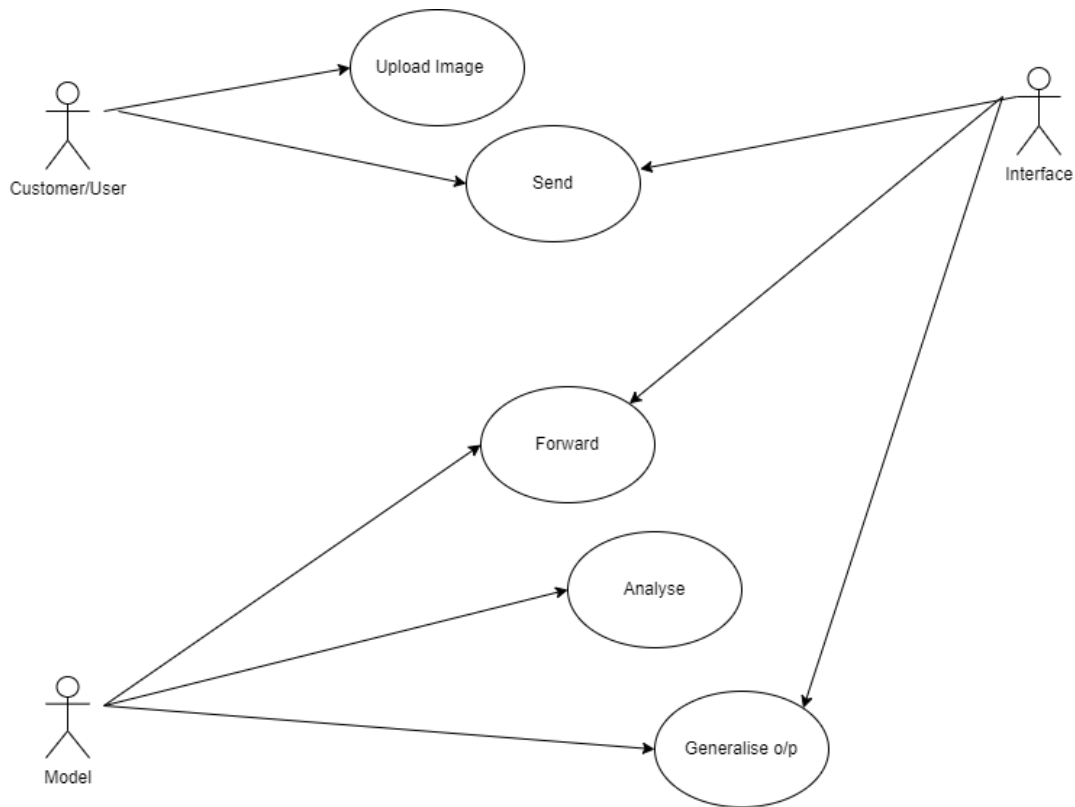 Upload Image
Customer/User
Send
Interface
Forward
Analyse
Generalise o/p
Model